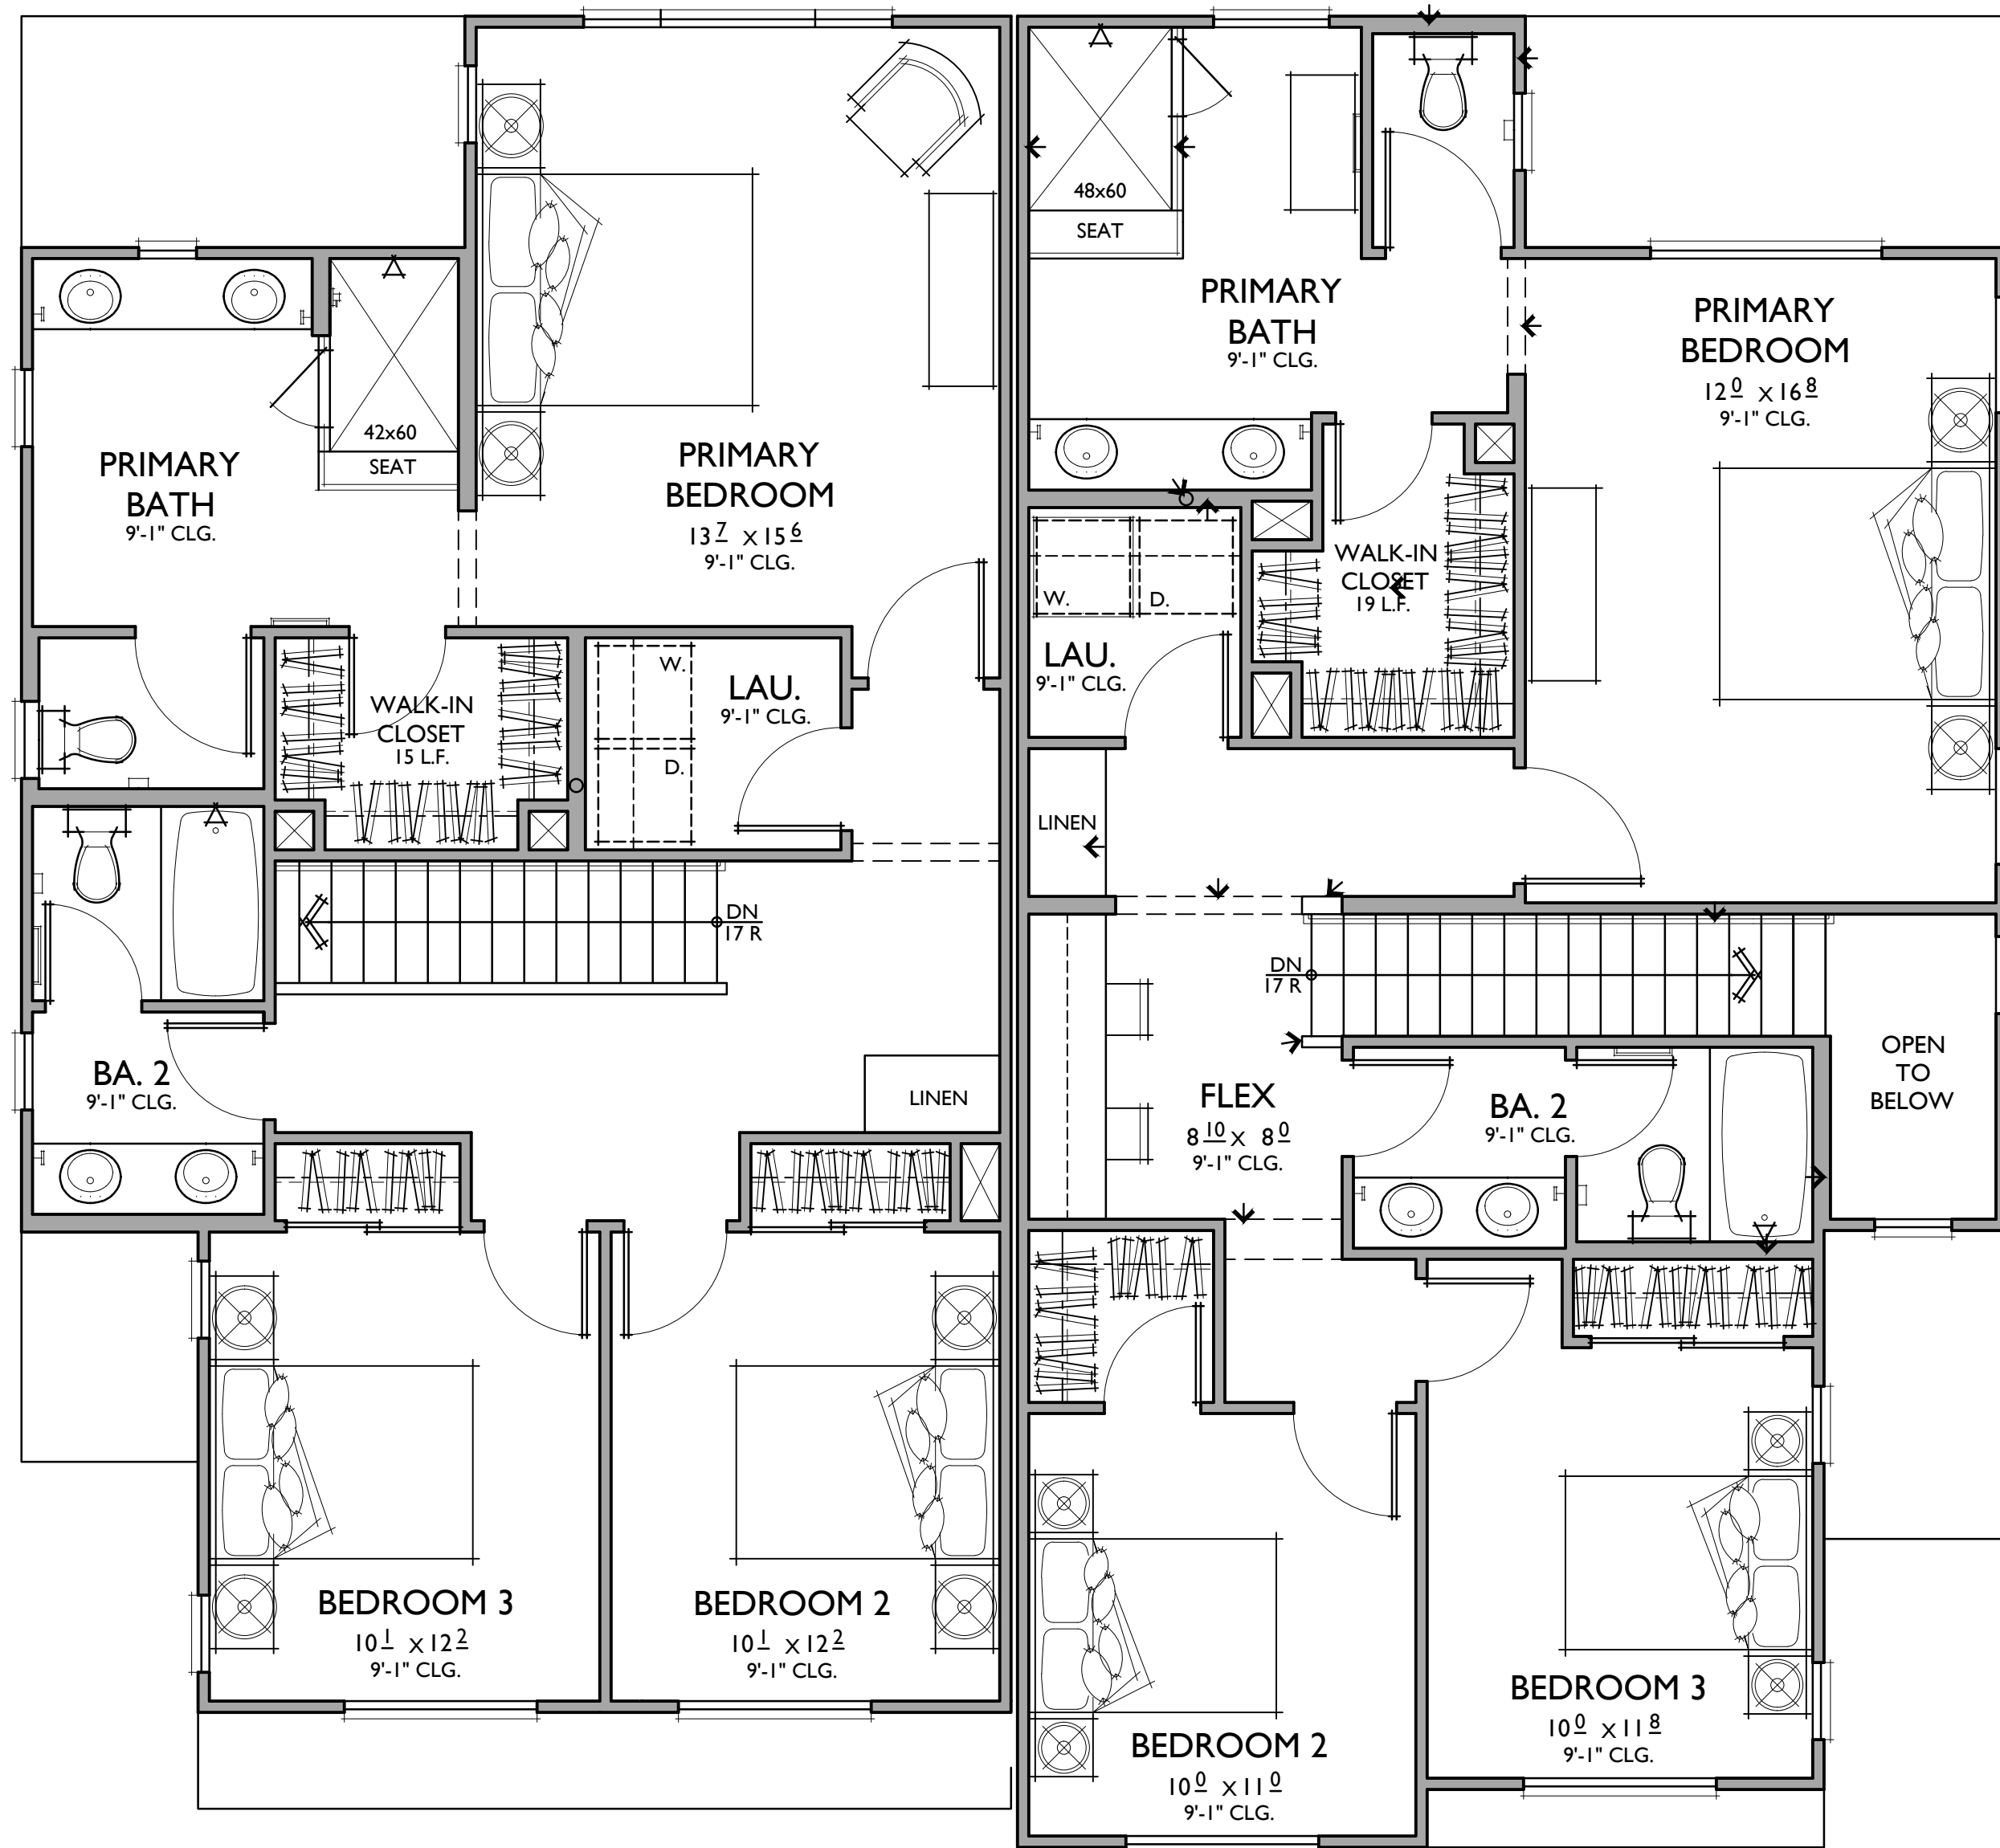 48x60
SEAT
PRIMARY
BATH
9'-1" CLG.
PRIMARY
BEDROOM
12 0 X 16 8
9'-1" CLG.
42x60
SEAT
PRIMARY
BATH
9'-1" CLG.
PRIMARY
BEDROOM
13 7 X 15 6
9'-1" CLG.
WALK-IN
CLOSET
19 L.F.
W. D.
LAU.
9'-1" CLG.
W.
D.
LAU.
9'-1" CLG.
WALK-IN
CLOSET
15 L.F.
LINEN
DN
17 R
DN
17 R
OPEN
TO
BELOW
BA. 2
9'-1" CLG.
LINEN
FLEX
8 10 X 8 0
9'-1" CLG.
BA. 2
9'-1" CLG.
BEDROOM 3
10 1 X 12 2
9'-1" CLG.
BEDROOM 2
10 1 X 12 2
9'-1" CLG.
BEDROOM 2
10 0 X 11 0
9'-1" CLG.
BEDROOM 3
10 0 X 11 8
9'-1" CLG.